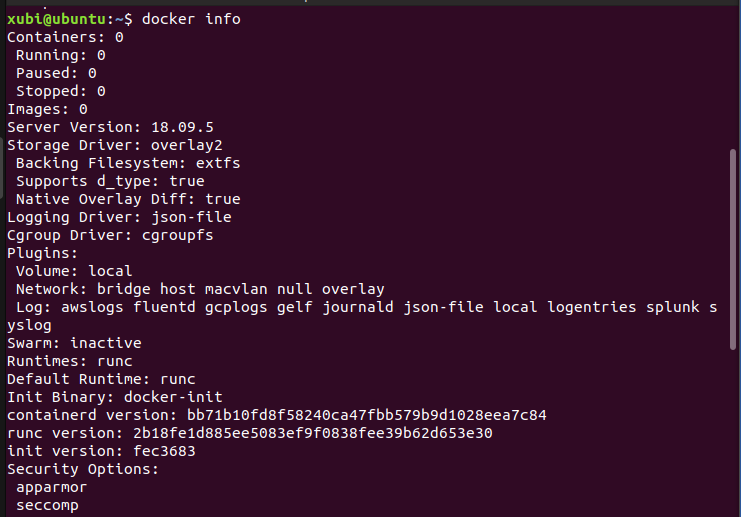 xubi@ubuntu:~$ docker info
Containers: 0
 Running: 0
 Paused: 0
 Stopped: 0
Images: 0
Server Version: 18.09.5
Storage Driver: overlay2
 Backing Filesystem: extfs
 Supports d_type: true
 Native Overlay Diff: true
Logging Driver: json-file
Cgroup Driver: cgroupfs
Plugins:
 Volume: local
 Network: bridge host macvlan null overlay
 Log: awslogs fluentd gcplogs gelf journald json-file local logentries splunk s
yslog
Swarm: inactive
Runtimes: runc
Default Runtime: runc
Init Binary: docker-init
containerd version: bb71b10fd8f58240ca47fbb579b9d1028eea7c84
runc version: 2b18fe1d885ee5083ef9f0838fee39b62d653e30
init version: fec3683
Security Options:
 apparmor
 seccomp